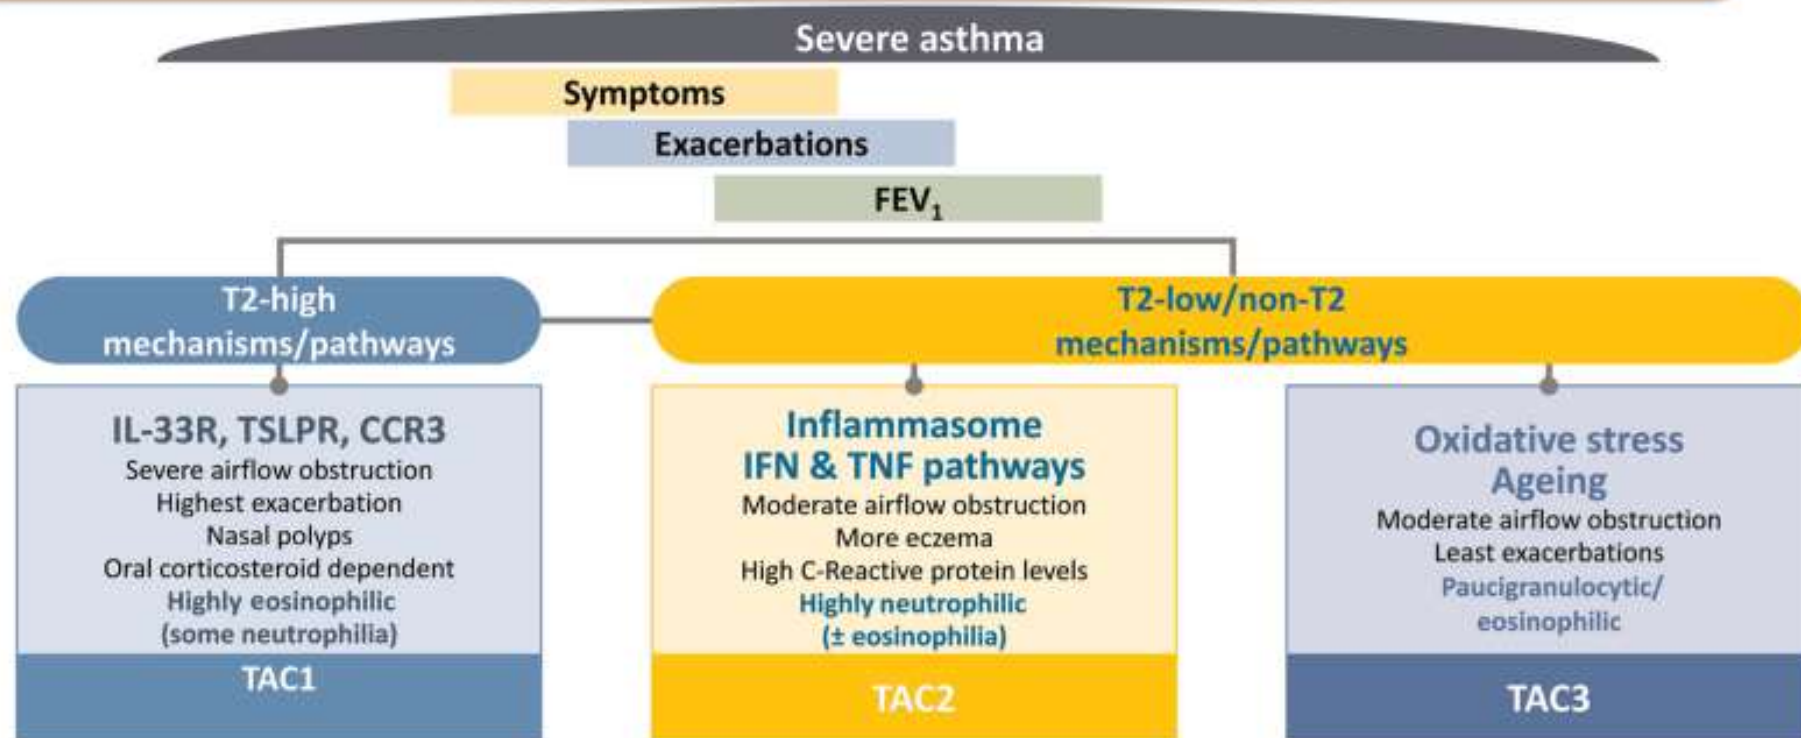 Severe asthma
Symptoms
Exacerbations
FEV₁
T2-high
mechanisms/pathways
T2-low/non-T2
mechanisms/pathways
IL-33R, TSLPR, CCR3
Severe airflow obstruction
Highest exacerbation
Nasal polyps
Oral corticosteroid dependent
Highly eosinophilic
(some neutrophilia)
TAC1
Inflammasome
IFN & TNF pathways
Moderate airflow obstruction
More eczema
High C-Reactive protein levels
Highly neutrophilic
(± eosinophilia)
TAC2
Oxidative stress
Ageing
Moderate airflow obstruction
Least exacerbations
Paucigranulocytic/
eosinophilic
TAC3